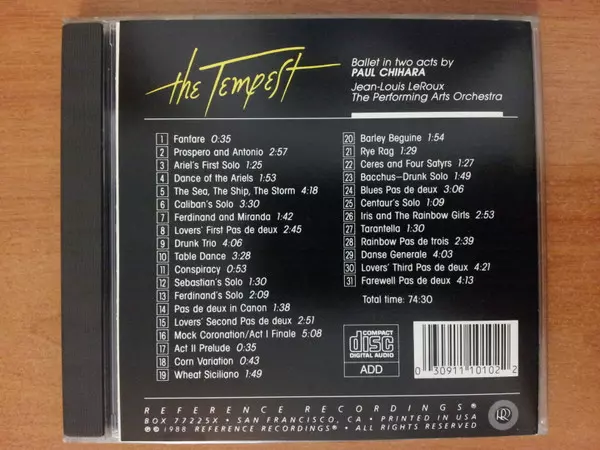 the Tempest
Ballet in two acts by
PAUL CHIHARA
Jean-Louis LeRoux
The Performing Arts Orchestra
1 Fanfare 0:35
2 Prospero and Antonio 2:57
3 Ariel's First Solo 1:25
4 Dance of the Ariels 1:53
5 The Sea, The Ship, The Storm 4:18
6 Caliban's Solo 3:30
7 Ferdinand and Miranda 1:42
8 Lovers' First Pas de deux 2:45
9 Drunk Trio 4:06
10 Table Dance 3:28
11 Conspiracy 0:53
12 Sebastian's Solo 1:30
13 Ferdinand's Solo 2:09
14 Pas de deux in Canon 1:38
15 Lovers' Second Pas de deux 2:51
16 Mock Coronation/Act I Finale 5:08
17 Act II Prelude 0:35
18 Corn Variation 0:43
19 Wheat Siciliano 1:49
20 Barley Beguine 1:54
21 Rye Rag 1:29
22 Ceres and Four Satyrs 1:27
23 Bacchus—Drunk Solo 1:49
24 Blues Pas de deux 3:06
25 Centaur's Solo 1:09
26 Iris and The Rainbow Girls 2:53
27 Tarantella 1:30
28 Rainbow Pas de trois 2:39
29 Danse Generale 4:03
30 Lovers' Third Pas de deux 4:21
31 Farewell Pas de deux 4:13
Total time: 74:30
COMPACT
disc
DIGITAL AUDIO
ADD
0 30911 10102 2
REFERENCE RECORDINGS®
BOX 77225X • SAN FRANCISCO, CA • PRINTED IN USA
℗ © 1988 REFERENCE RECORDINGS® • ALL RIGHTS RESERVED
RR